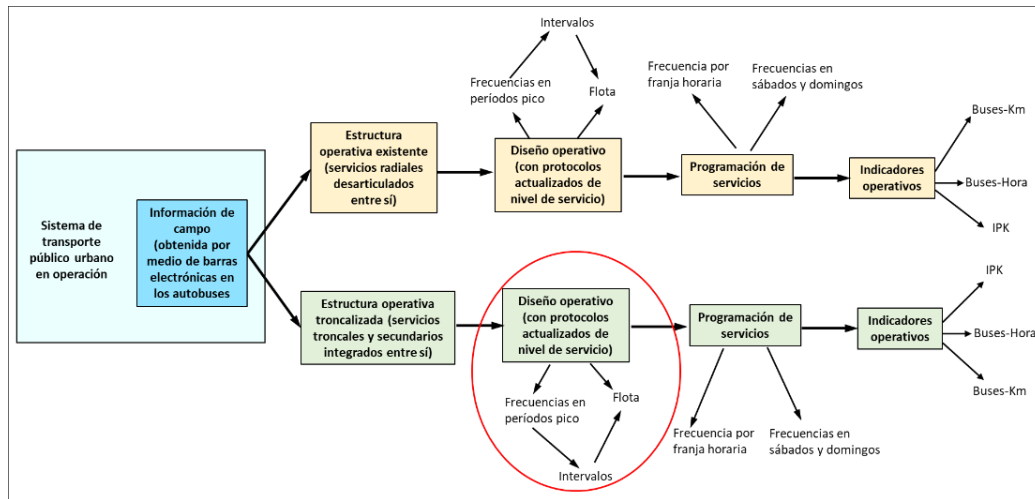 Intervalos
Frecuencias en
períodos pico
Flota
Frecuencia por
franja horaria
Frecuencias en
sábados y domingos
Estructura
operativa existente
(servicios radiales
desarticulados
entre sí)
Diseño operativo
(con protocolos
actualizados de
nivel de servicio)
Programación de
servicios
Indicadores
operativos
Buses-Km
Buses-Hora
IPK
Sistema de
transporte
público urbano
en operación
Información de
campo
(obtenida por
medio de barras
electrónicas en
los autobuses
Estructura operativa
troncalizada (servicios
troncales y secundarios
integrados entre sí)
Diseño operativo
(con protocolos
actualizados de
nivel de servicio)
Programación de
servicios
Indicadores
operativos
IPK
Buses-Hora
Buses-Km
Frecuencias en
períodos pico
Flota
Intervalos
Frecuencia por
franja horaria
Frecuencias en
sábados y domingos